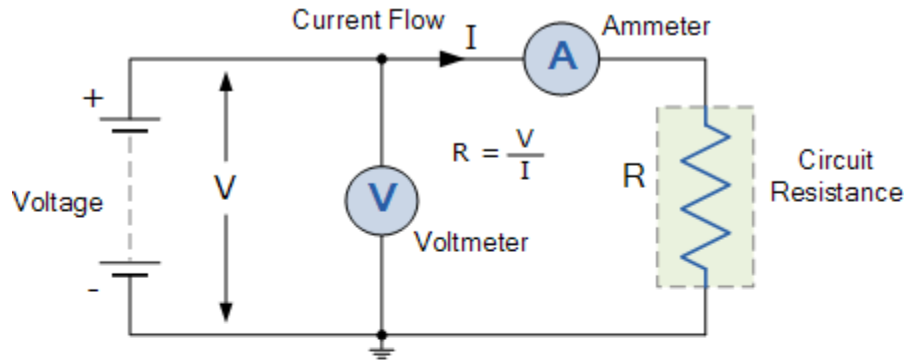 Current Flow
I
Ammeter
A
+
R = V
I
V
Voltage
V
Voltmeter
R
Circuit
Resistance
-